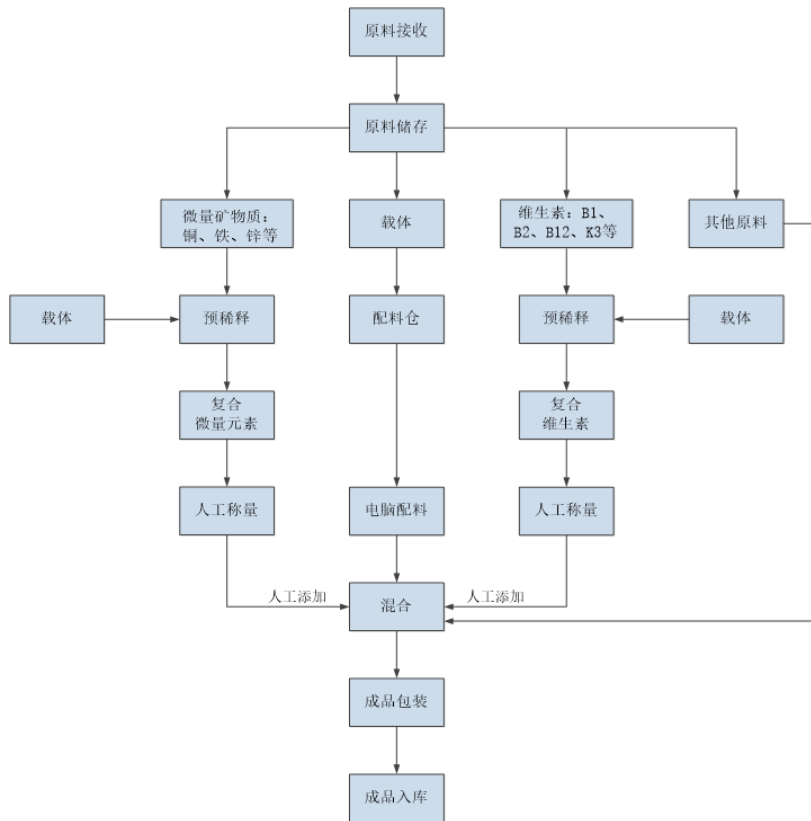 原料接收
原料储存
微量矿物质：
铜、铁、锌等
载体
维生素：B1、
B2、B12、K3等
其他原料
载体
预稀释
配料仓
预稀释
载体
复合
微量元素
复合
维生素
人工称量
电脑配料
人工称量
人工添加
混合
人工添加
成品包装
成品入库